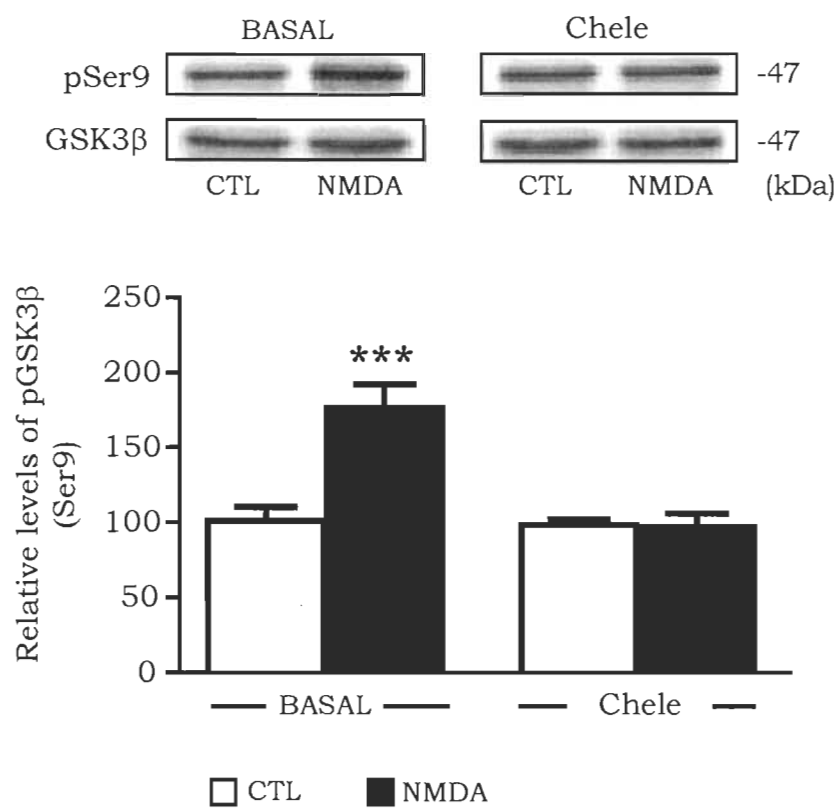 BASAL Chele
pSer9 -47
GSK3β -47
CTL NMDA CTL NMDA (kDa)
Relative levels of pGSK3β
(Ser9)
250
200
150
100
50
0
***
BASAL Chele
CTL NMDA